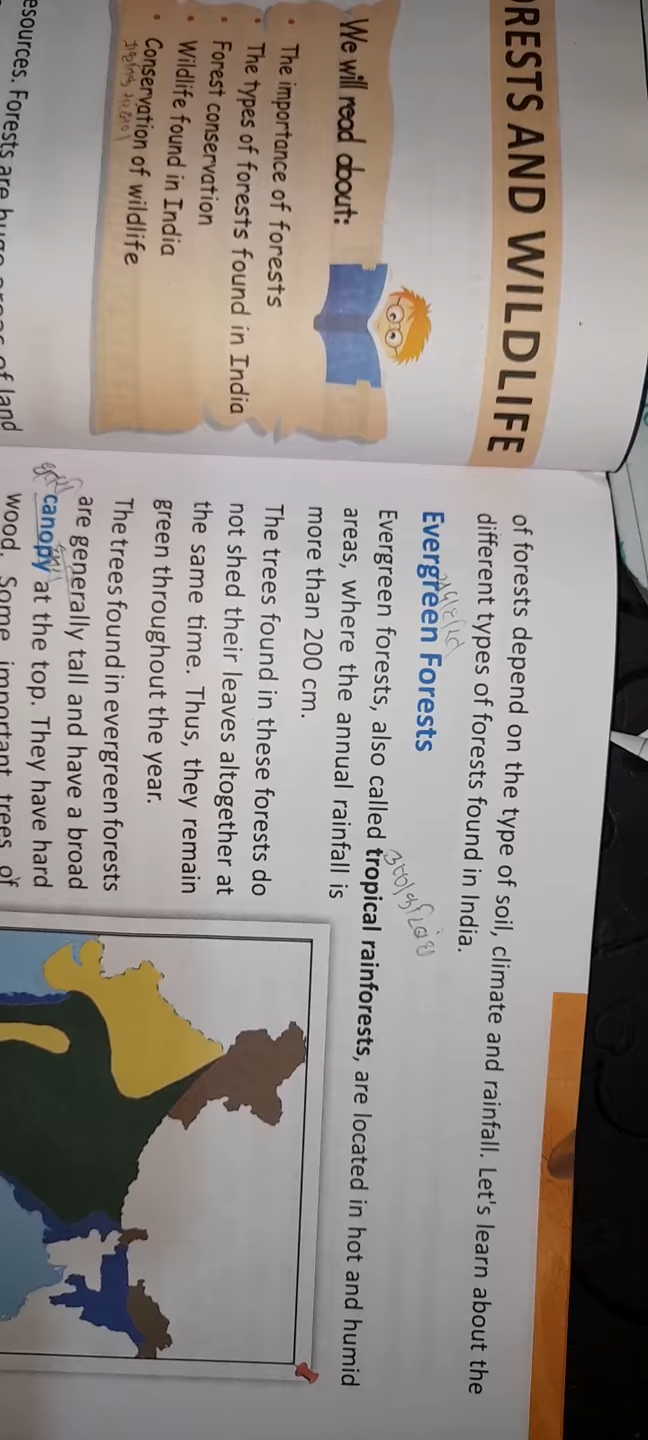 RESTS AND WILDLIFE
We will read about:
• The importance of forests
• The types of forests found in India
• Forest conservation
• Wildlife found in India
• Conservation of wildlife
esources. Forests are huge areas of land
of forests depend on the type of soil, climate and rainfall. Let's learn about the
different types of forests found in India.
Evergreen Forests
Evergreen forests, also called tropical rainforests, are located in hot and humid
areas, where the annual rainfall is
more than 200 cm.
The trees found in these forests do
not shed their leaves altogether at
the same time. Thus, they remain
green throughout the year.
The trees found in evergreen forests
are generally tall and have a broad
canopy at the top. They have hard
wood. Some important trees of